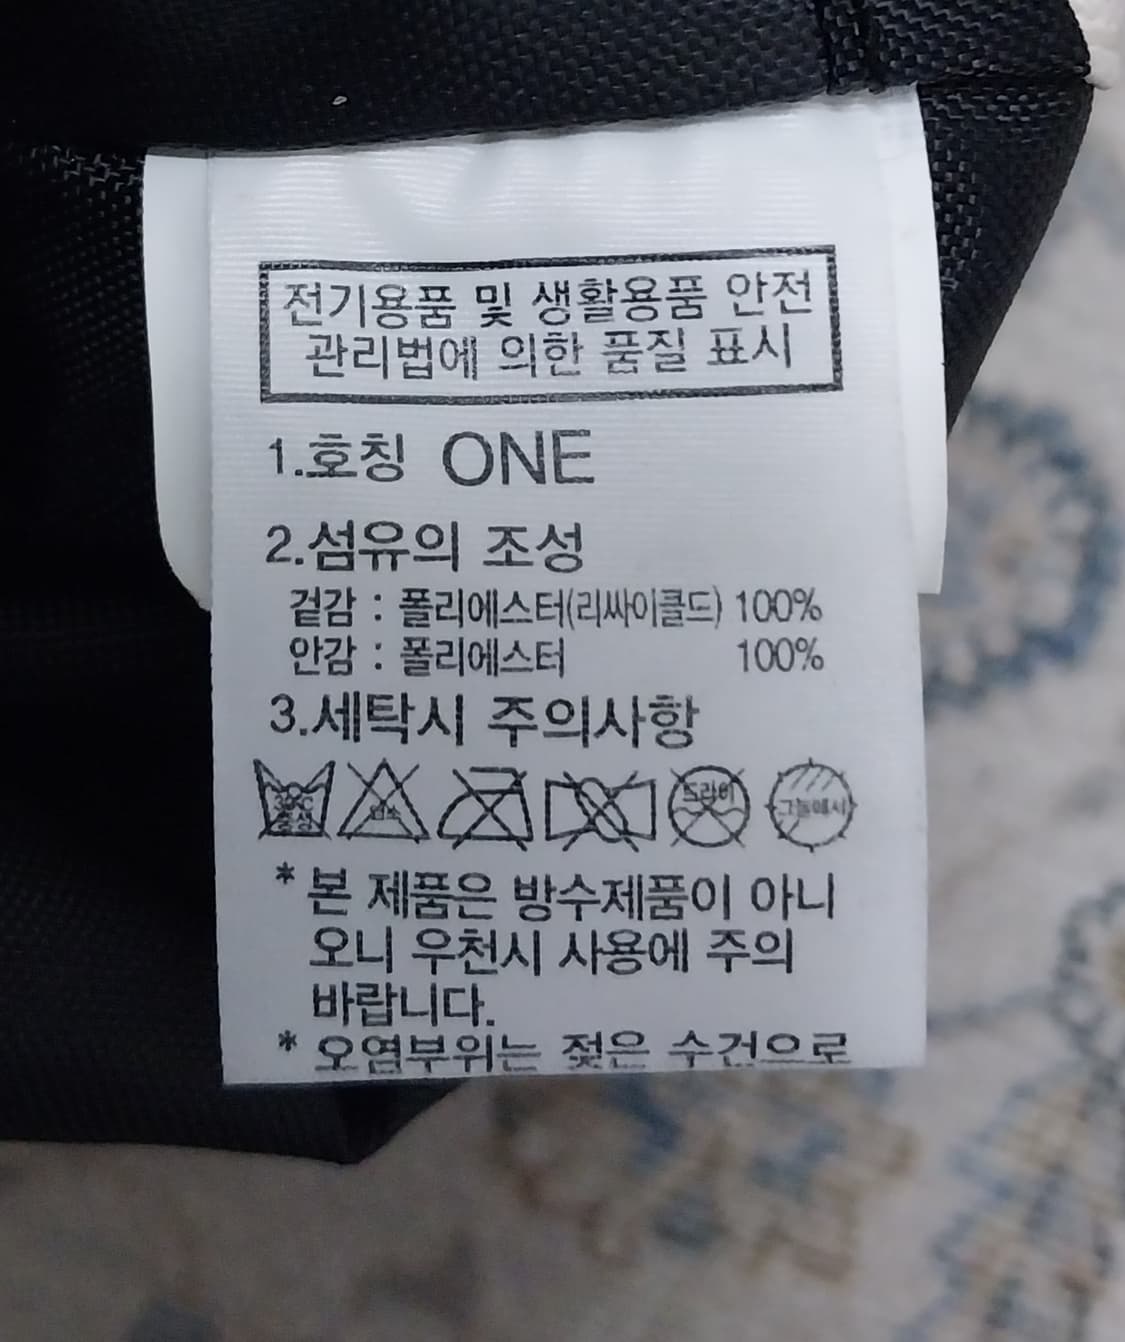 전기용품 및 생활용품 안전
관리법에 의한 품질 표시
1.호칭 ONE
2.섬유의 조성
겉감 : 폴리에스터(리싸이클드) 100%
안감 : 폴리에스터 100%
3.세탁시 주의사항
30°C 중성 염소 드라이 그늘에서
* 본 제품은 방수제품이 아니
오니 우천시 사용에 주의
바랍니다.
* 오염부위는 젖은 수건으로